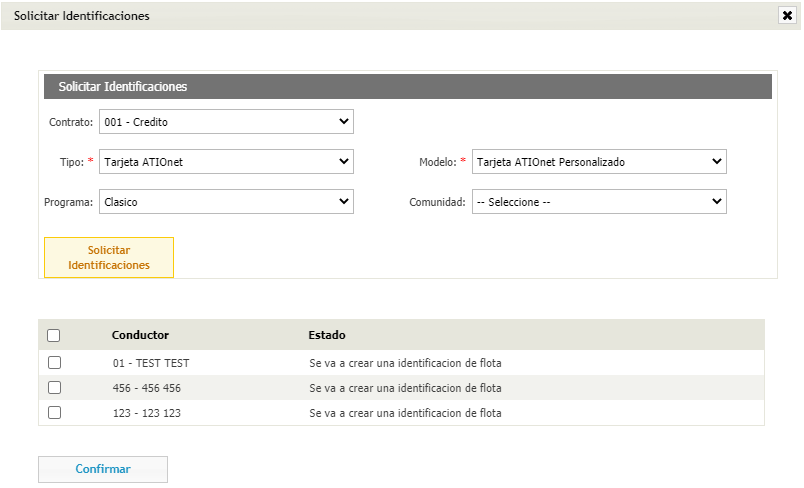 Solicitar Identificaciones
Solicitar Identificaciones
Contrato: 001 - Credito
Tipo: * Tarjeta ATIOnet Modelo: * Tarjeta ATIOnet Personalizado
Programa: Clasico Comunidad: -- Seleccione --
Solicitar
Identificaciones
Conductor Estado
01 - TEST TEST Se va a crear una identificacion de flota
456 - 456 456 Se va a crear una identificacion de flota
123 - 123 123 Se va a crear una identificacion de flota
Confirmar